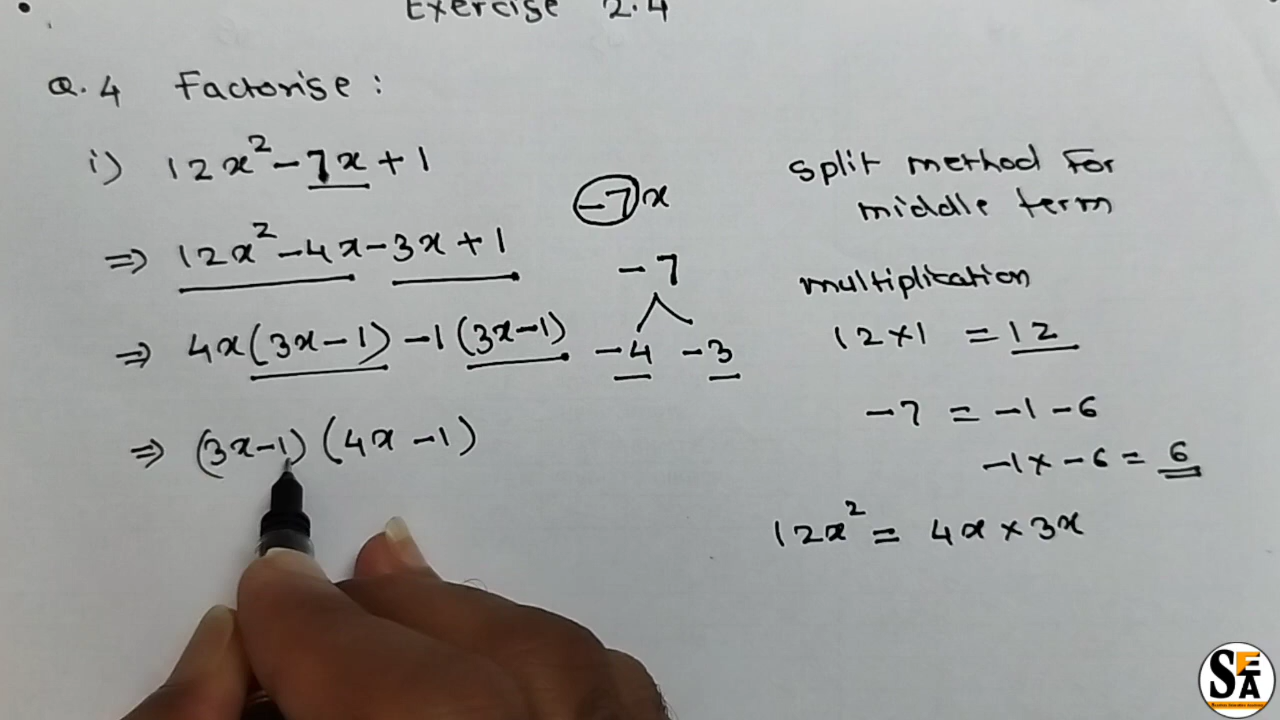 Exercise 2.4
Q.4 Factorise :
i) 12x² - 7x + 1
⇒ 12x² - 4x - 3x + 1
⇒ 4x(3x - 1) - 1(3x - 1)
⇒ (3x - 1)(4x - 1)
-7x
-7
-4 -3
split method for
middle term
multiplication
12 × 1 = 12
-7 = -1 - 6
-1 × -6 = 6
12x² = 4x × 3x
SEA